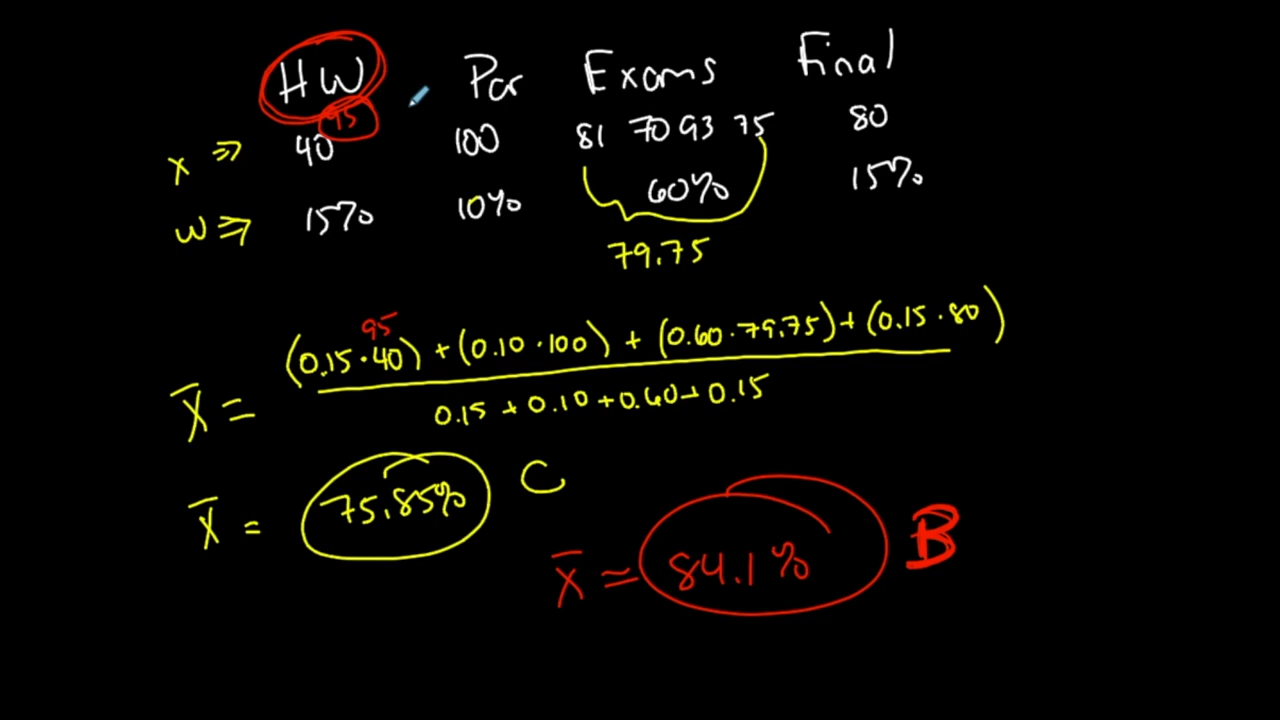 HW Par Exams Final
95
x ⇒ 40 100 81 70 93 75 80
w ⇒ 15% 10% 60% 15%
79.75
95
x̄ = (0.15·40) + (0.10·100) + (0.60·79.75) + (0.15·80)
0.15 + 0.10 + 0.60 + 0.15
x̄ = 75.85% C
x̄ ≈ 84.1% B